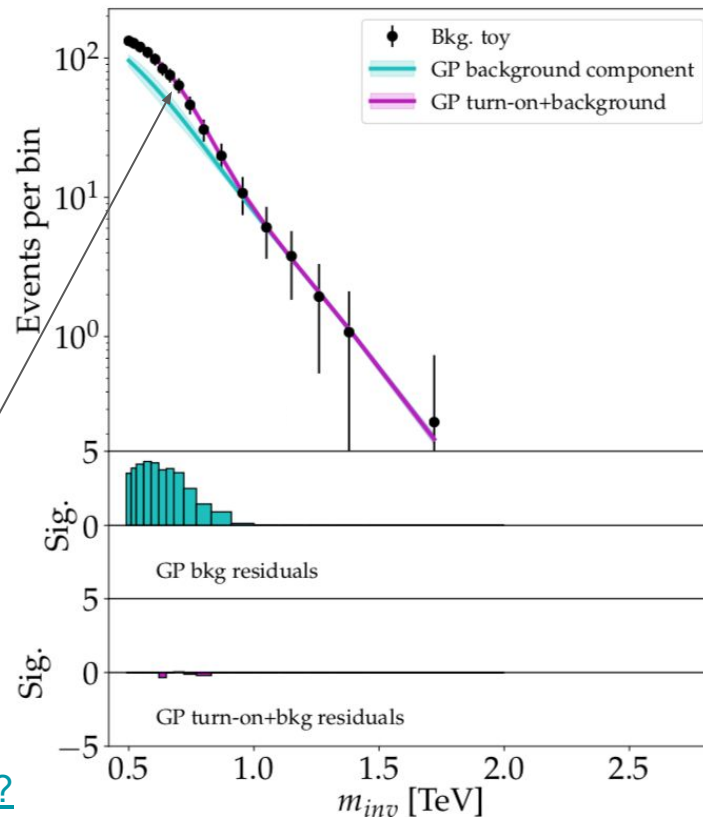 Bkg. toy
GP background component
GP turn-on+background
Events per bin
10²
10¹
10⁰
5
0
Sig.
GP bkg residuals
5
0
−5
Sig.
GP turn-on+bkg residuals
0.5 1.0 1.5 2.0 2.5
m_inv [TeV]
?